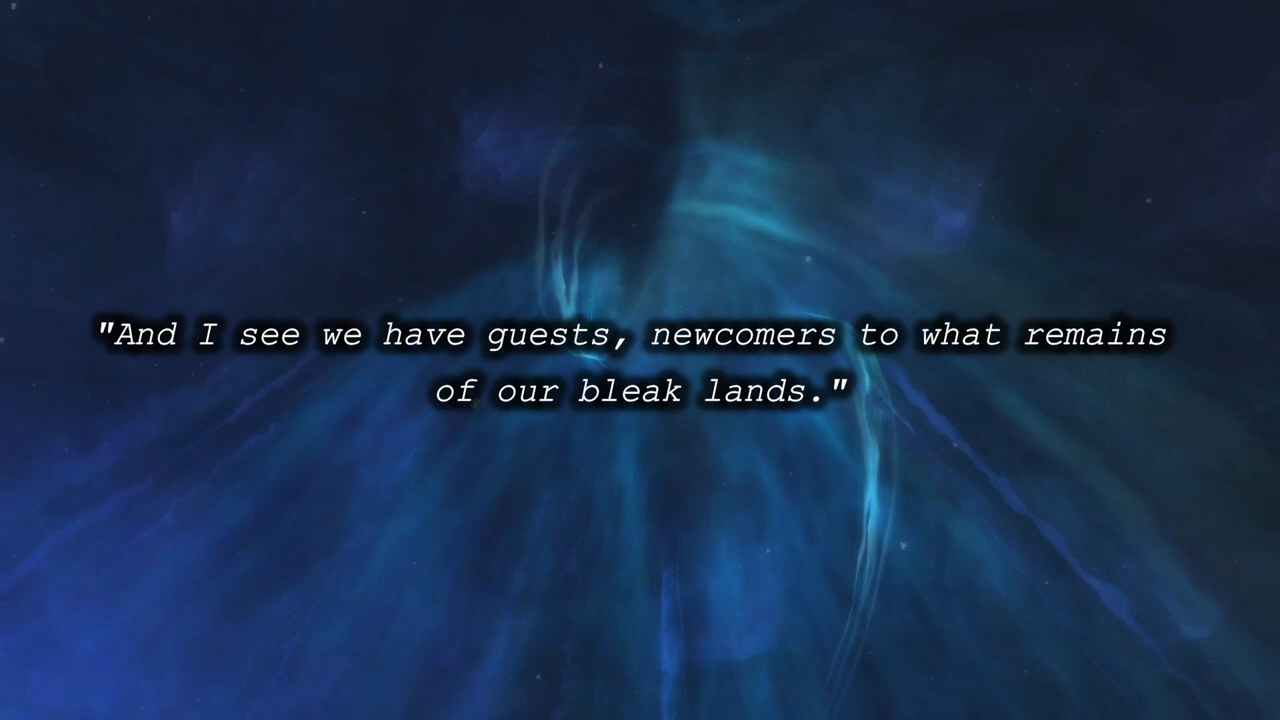 "And I see we have guests, newcomers to what remains
of our bleak lands."